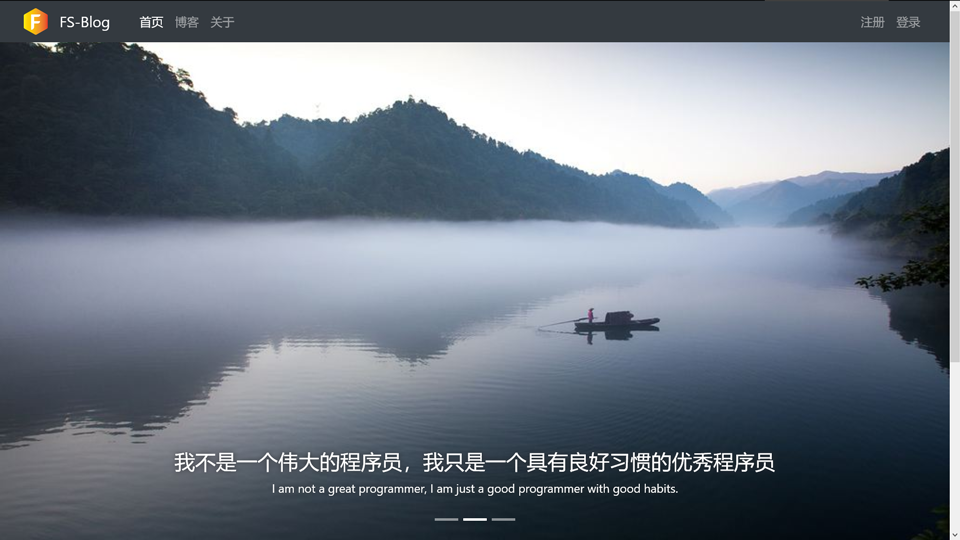 F FS-Blog 首页 博客 关于 注册 登录
我不是一个伟大的程序员，我只是一个具有良好习惯的优秀程序员
I am not a great programmer, I am just a good programmer with good habits.